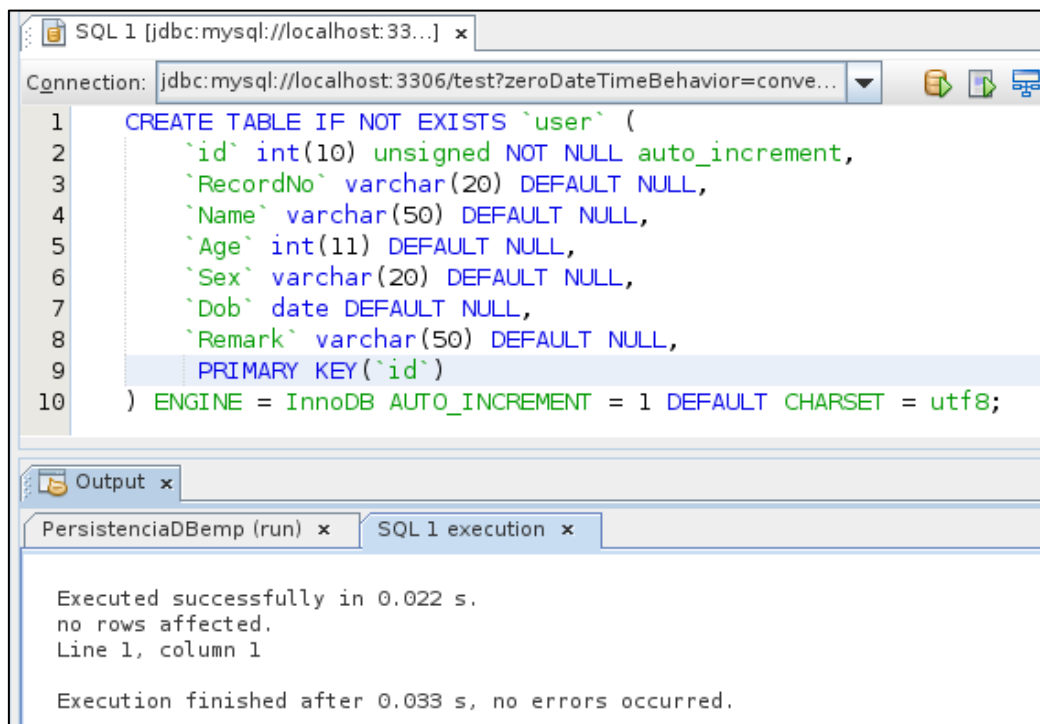 SQL 1 [jdbc:mysql://localhost:33...] x
Connection: jdbc:mysql://localhost:3306/test?zeroDateTimeBehavior=conve...
1 CREATE TABLE IF NOT EXISTS `user` (
2 `id` int(10) unsigned NOT NULL auto_increment,
3 `RecordNo` varchar(20) DEFAULT NULL,
4 `Name` varchar(50) DEFAULT NULL,
5 `Age` int(11) DEFAULT NULL,
6 `Sex` varchar(20) DEFAULT NULL,
7 `Dob` date DEFAULT NULL,
8 `Remark` varchar(50) DEFAULT NULL,
9 PRIMARY KEY(`id`)
10 ) ENGINE = InnoDB AUTO_INCREMENT = 1 DEFAULT CHARSET = utf8;
Output x
PersistenciaDBemp (run) x SQL 1 execution x
Executed successfully in 0.022 s.
no rows affected.
Line 1, column 1
Execution finished after 0.033 s, no errors occurred.